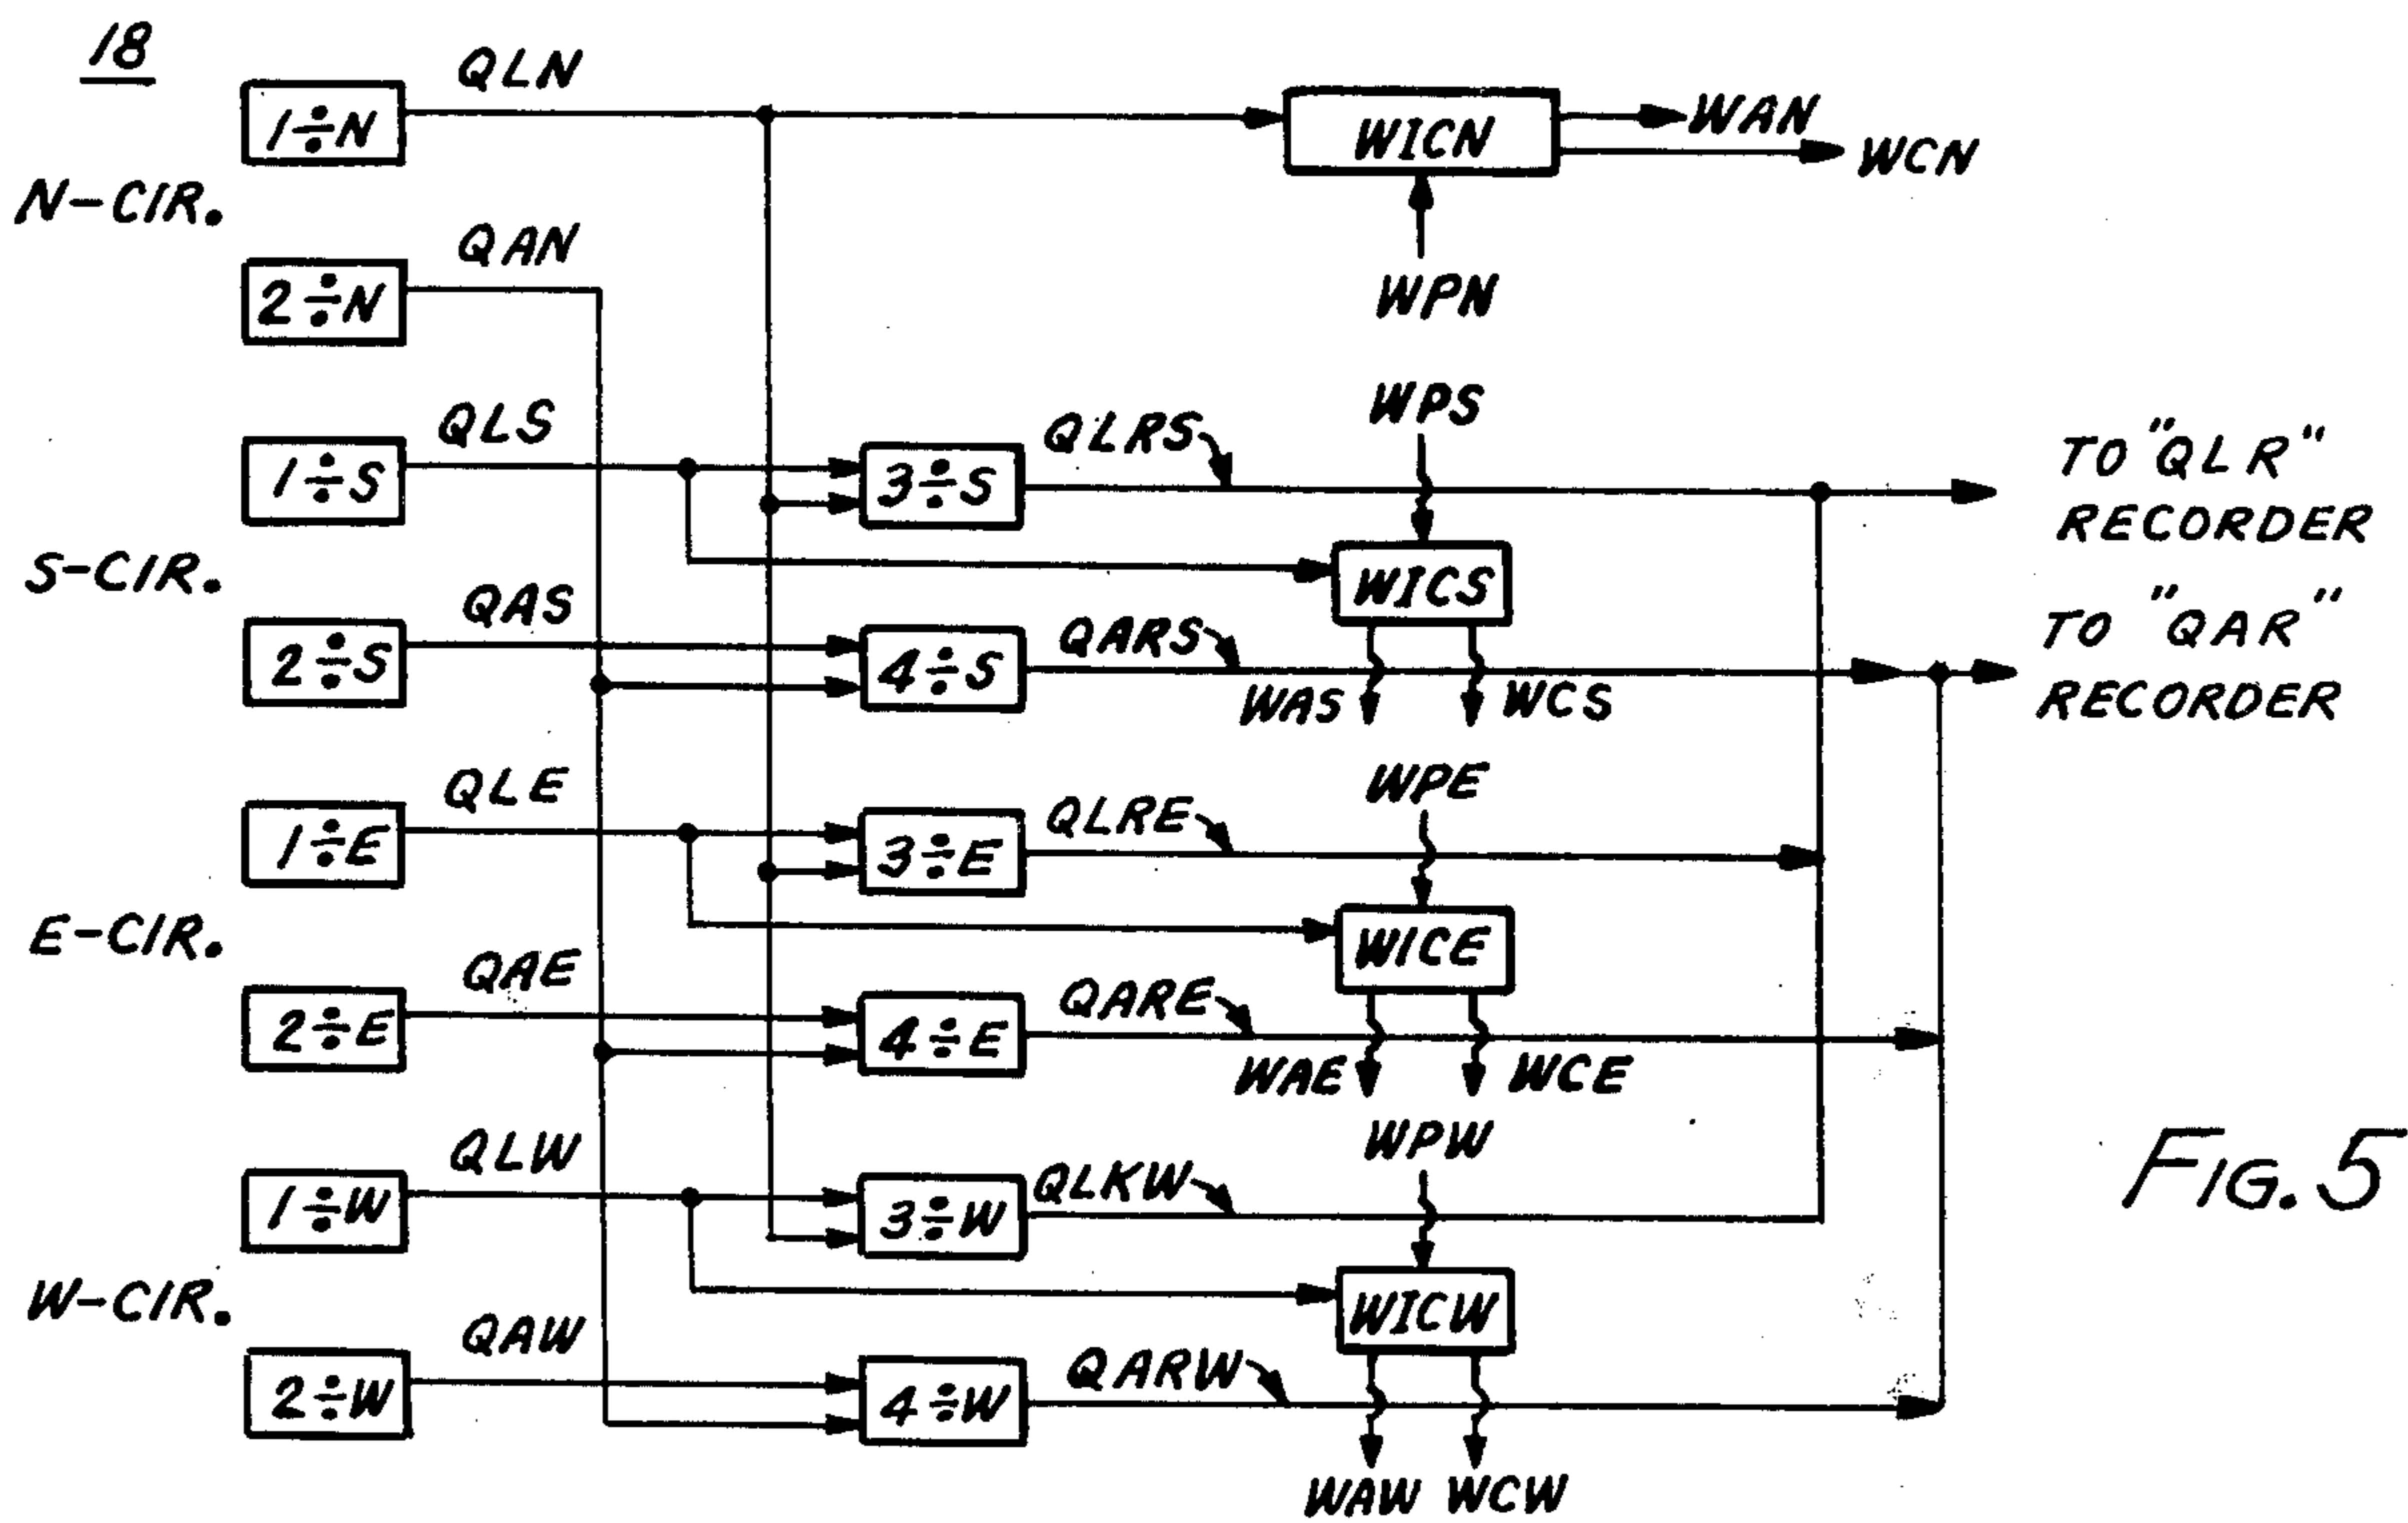 18
QLN
1÷N
WICN
WAN
WCN
N-CIR.
QAN
2÷N
WPN
WPS
QLS
1÷S
3÷S
QLRS
TO "QLR"
RECORDER
S-CIR.
WICS
QAS
2÷S
4÷S
QARS
WAS
WCS
TO "QAR"
RECORDER
QLE
1÷E
3÷E
QLRE
WPE
E-CIR.
WICE
QAE
2÷E
4÷E
QARE
WAE
WCE
WPW
QLW
1÷W
3÷W
QLKW
FIG. 5
W-CIR.
WICW
QAW
2÷W
4÷W
QARW
WAW WCW